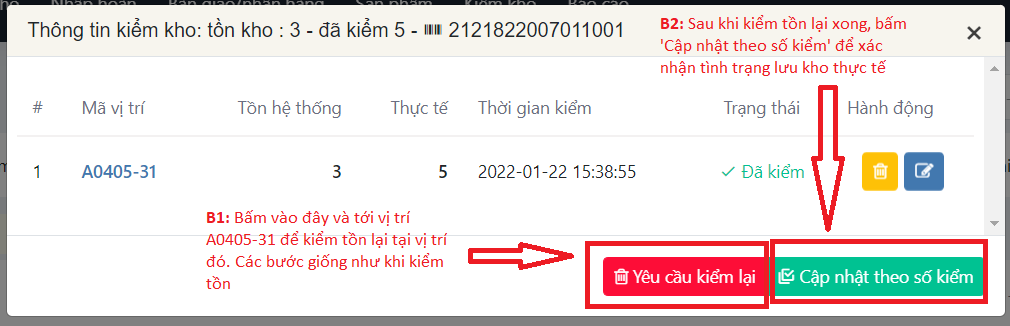 Thông tin kiểm kho: tồn kho : 3 - đã kiểm 5 - 2121822007011001
B2: Sau khi kiểm tồn lại xong, bấm
'Cập nhật theo số kiểm' để xác
nhận tình trạng lưu kho thực tế
# Mã vị trí Tồn hệ thống Thực tế Thời gian kiểm Trạng thái Hành động
1 A0405-31 3 5 2022-01-22 15:38:55 Đã kiểm
B1: Bấm vào đây và tới vị trí
A0405-31 để kiểm tồn lại tại vị trí
đó. Các bước giống như khi kiểm
tồn
Yêu cầu kiểm lại Cập nhật theo số kiểm